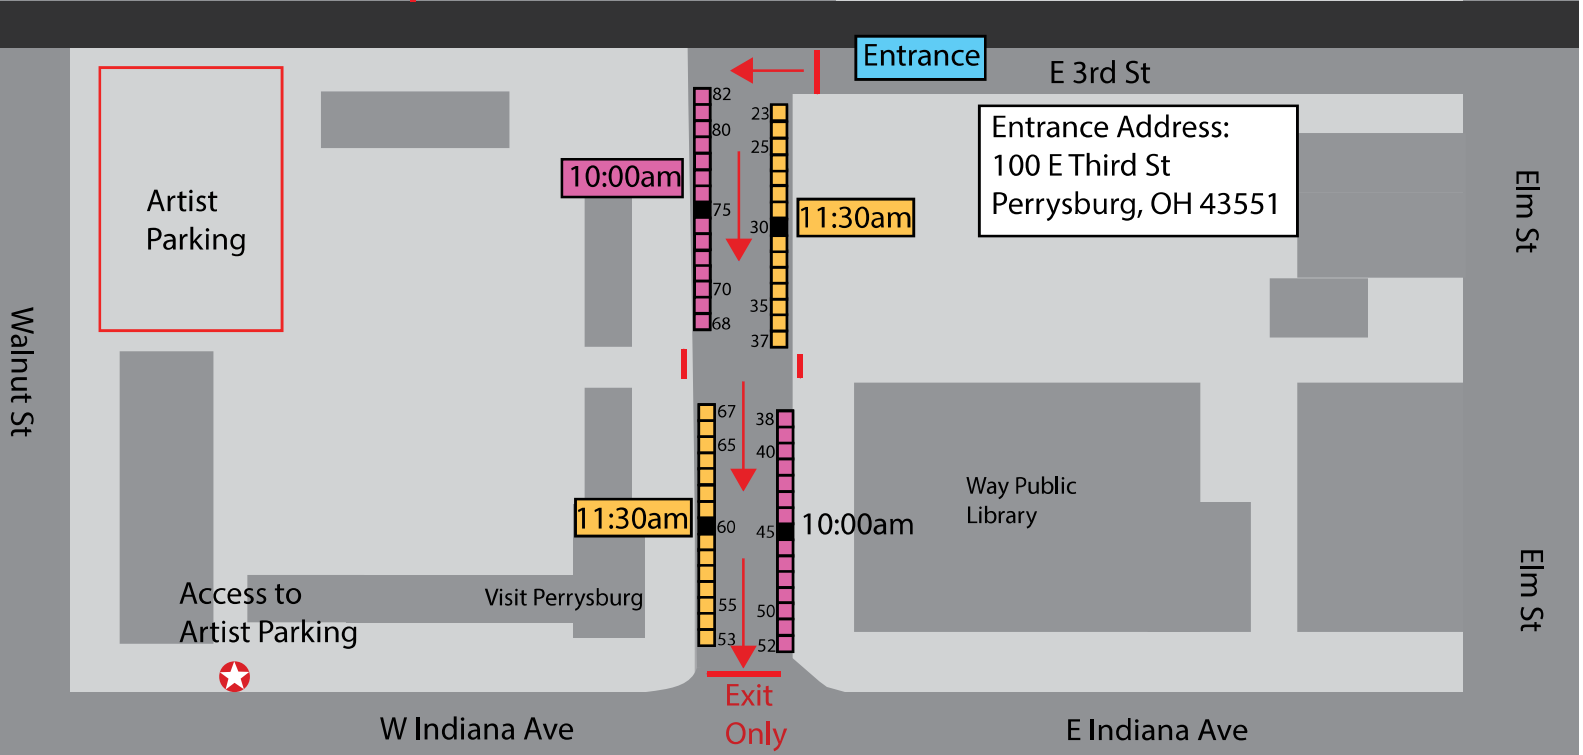 Entrance
E 3rd St
Entrance Address:
100 E Third St
Perrysburg, OH 43551
82
80
75
70
68
23
25
30
35
37
10:00am
11:30am
Artist
Parking
Elm St
Walnut St
67
65
60
55
53
38
40
45
50
52
11:30am
10:00am
Way Public
Library
Visit Perrysburg
Access to
Artist Parking
Elm St
Exit
Only
W Indiana Ave
E Indiana Ave